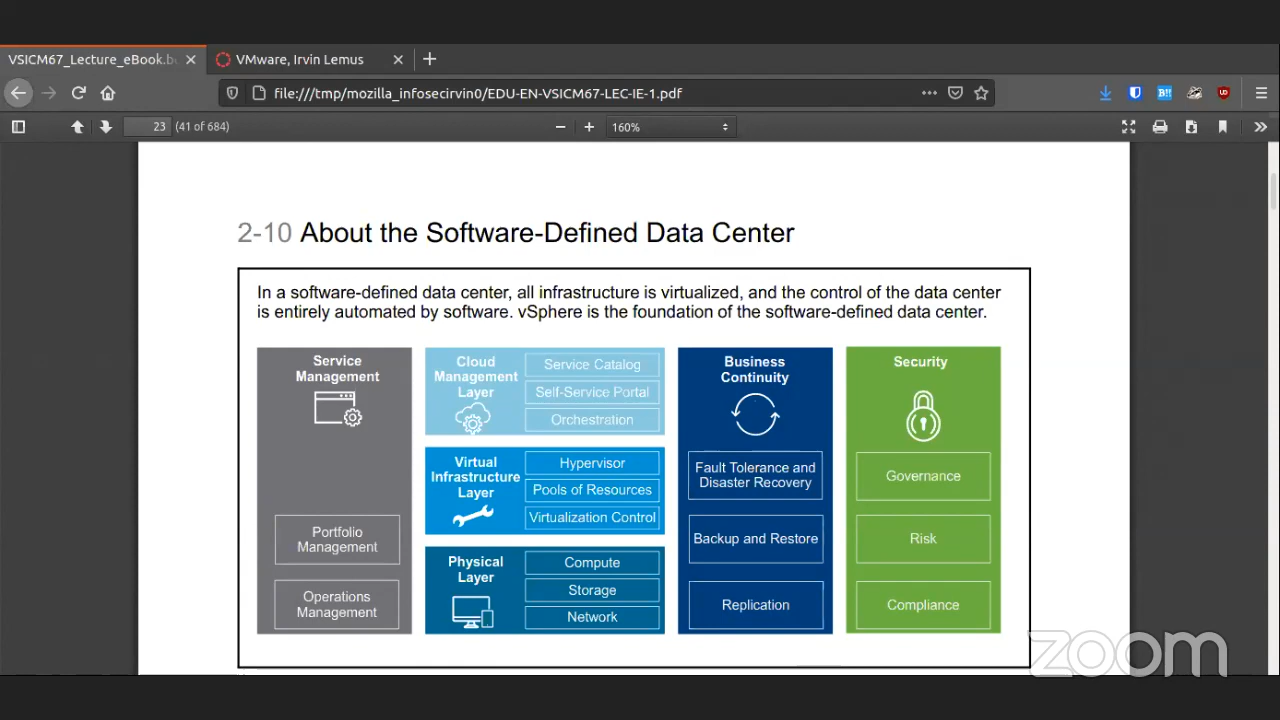 VSICM67_Lecture_eBook.bu
VMware, Irvin Lemus
file:///tmp/mozilla_infosecirvin0/EDU-EN-VSICM67-LEC-IE-1.pdf
23 (41 of 684)
160%
2-10 About the Software-Defined Data Center
In a software-defined data center, all infrastructure is virtualized, and the control of the data center
is entirely automated by software. vSphere is the foundation of the software-defined data center.
Service
Management
Portfolio
Management
Operations
Management
Cloud
Management
Layer
Service Catalog
Self-Service Portal
Orchestration
Virtual
Infrastructure
Layer
Hypervisor
Pools of Resources
Virtualization Control
Physical
Layer
Compute
Storage
Network
Business
Continuity
Fault Tolerance and
Disaster Recovery
Backup and Restore
Replication
Security
Governance
Risk
Compliance
zoom